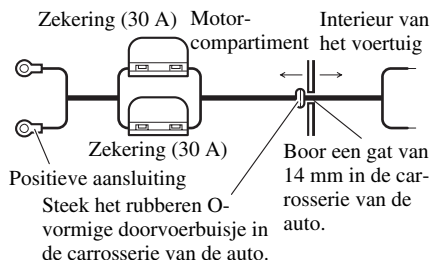 Zekering (30 A)
Motor-
compartiment
Interieur van
het voertuig
Zekering (30 A)
Positieve aansluiting
Boor een gat van
14 mm in de car-
rosserie van de
auto.
Steek het rubberen O-
vormige doorvoerbuisje in
de carrosserie van de auto.